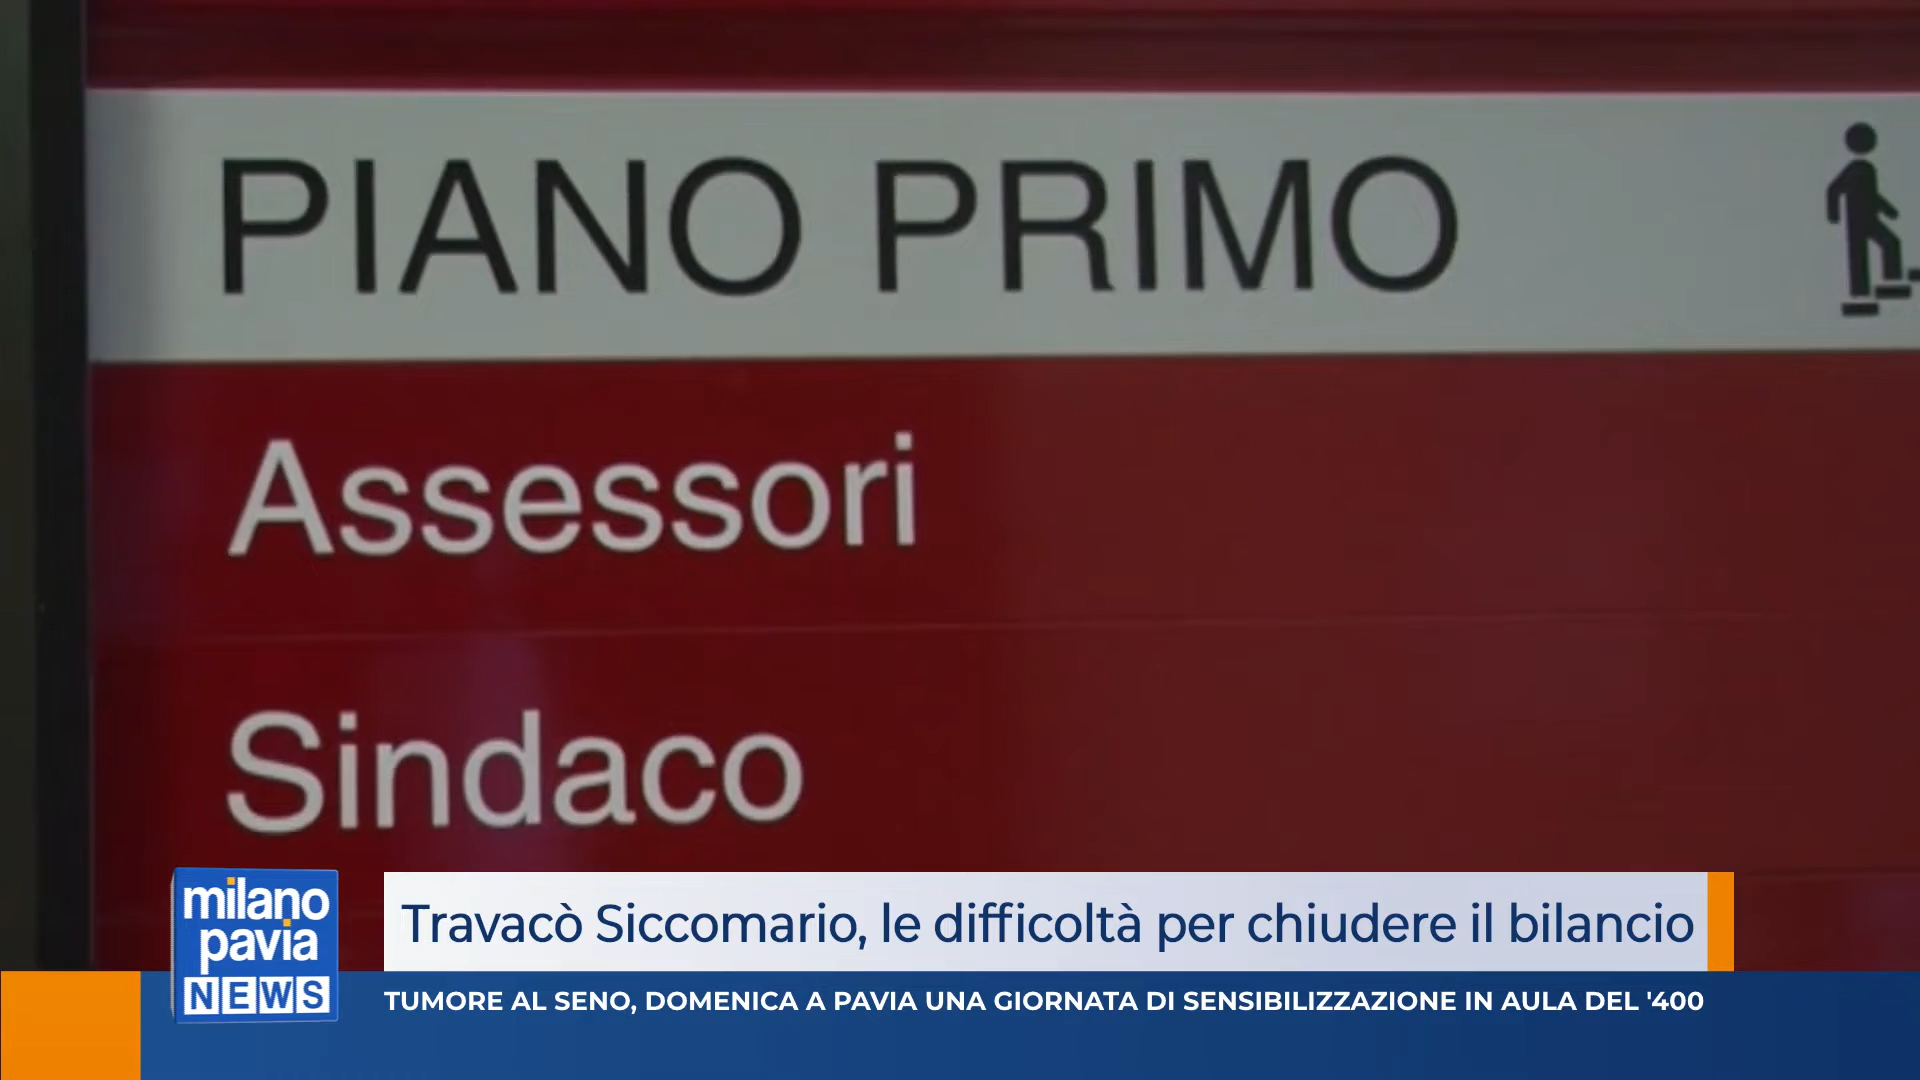 PIANO PRIMO
Assessori
Sindaco
milano
pavia
NEWS
Travacò Siccomario, le difficoltà per chiudere il bilancio
TUMORE AL SENO, DOMENICA A PAVIA UNA GIORNATA DI SENSIBILIZZAZIONE IN AULA DEL '400